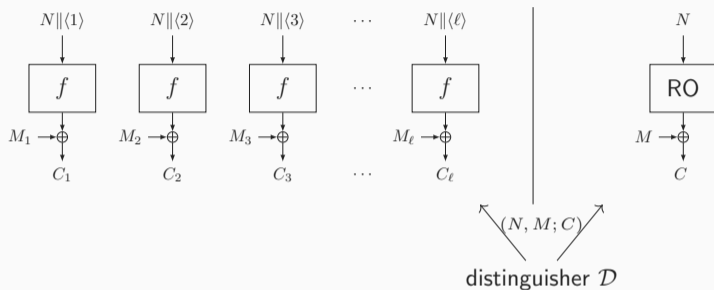 N∥⟨1⟩ N∥⟨2⟩ N∥⟨3⟩ ⋯ N∥⟨ℓ⟩ N
f f f ⋯ f RO
M₁ ⊕ M₂ ⊕ M₃ ⊕ M_ℓ ⊕ M ⊕
C₁ C₂ C₃ ⋯ C_ℓ C
(N, M; C)
distinguisher 𝒟